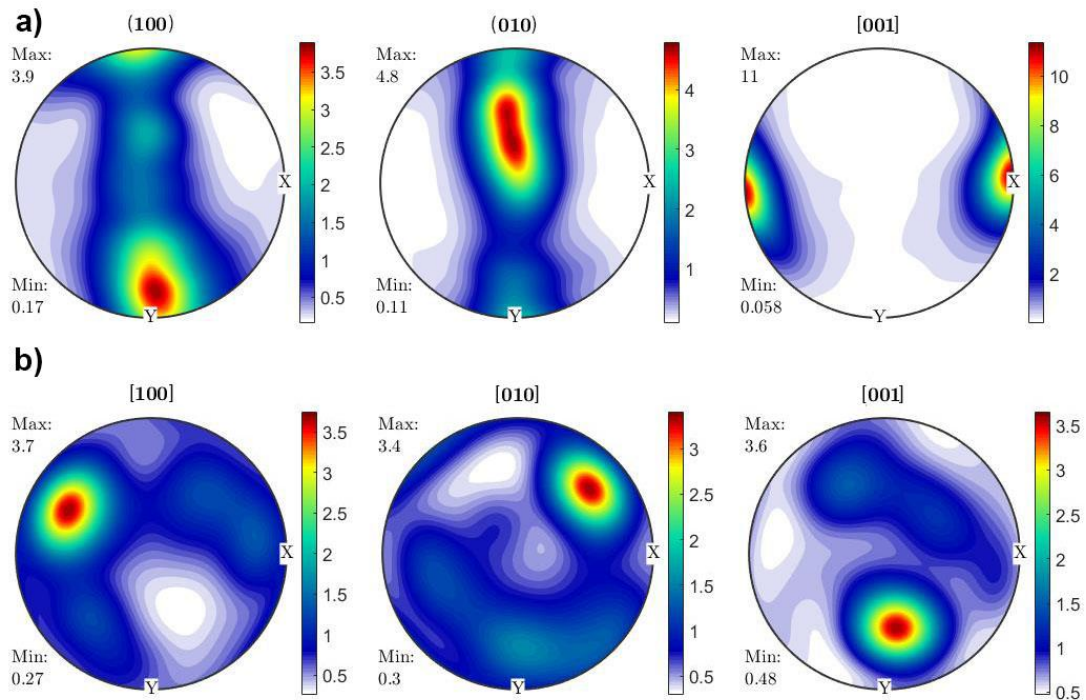 a)
(100)
Max:
3.9
Min:
0.17
X
Y
3.5
3
2.5
2
1.5
1
0.5
(010)
Max:
4.8
Min:
0.11
X
Y
4
3
2
1
[001]
Max:
11
Min:
0.058
X
Y
10
8
6
4
2
b)
[100]
Max:
3.7
Min:
0.27
X
Y
3.5
3
2.5
2
1.5
1
0.5
[010]
Max:
3.4
Min:
0.3
X
Y
3
2.5
2
1.5
1
0.5
[001]
Max:
3.6
Min:
0.48
X
Y
3.5
3
2.5
2
1.5
1
0.5